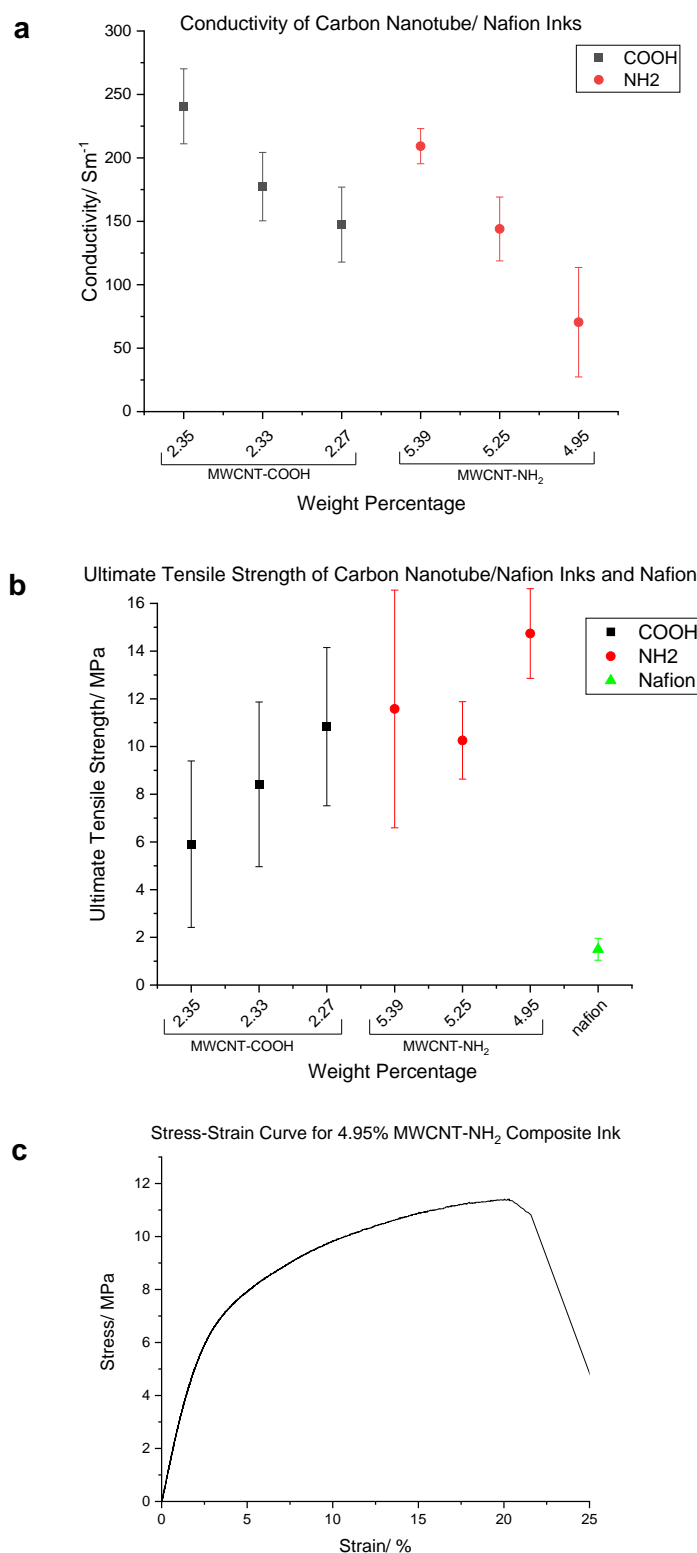 a
Conductivity of Carbon Nanotube/ Nafion Inks
COOH
NH2
Conductivity/ Sm⁻¹
300
250
200
150
100
50
0
2.35 2.33 2.27 5.39 5.25 4.95
MWCNT-COOH MWCNT-NH₂
Weight Percentage
b
Ultimate Tensile Strength of Carbon Nanotube/Nafion Inks and Nafion
COOH
NH2
Nafion
Ultimate Tensile Strength/ MPa
16
14
12
10
8
6
4
2
0
2.35 2.33 2.27 5.39 5.25 4.95 nafion
MWCNT-COOH MWCNT-NH₂
Weight Percentage
c
Stress-Strain Curve for 4.95% MWCNT-NH₂ Composite Ink
Stress/ MPa
12
10
8
6
4
2
0
0 5 10 15 20 25
Strain/ %